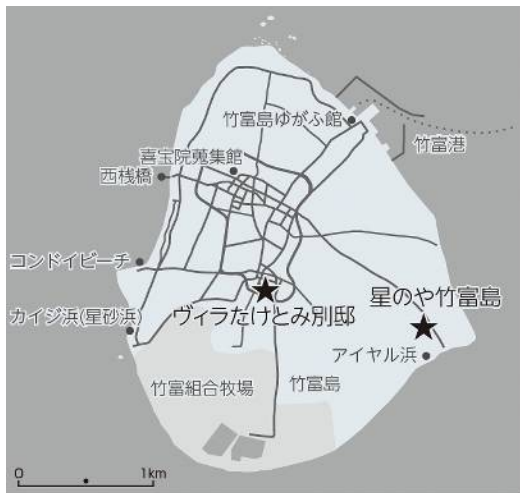 竹富島ゆがふ館
竹富港
喜宝院蒐集館
西桟橋
コンドイビーチ
星のや竹富島
カイジ浜(星砂浜)
ヴィラたけとみ別邸
アイヤル浜
竹富組合牧場
竹富島
0 1km